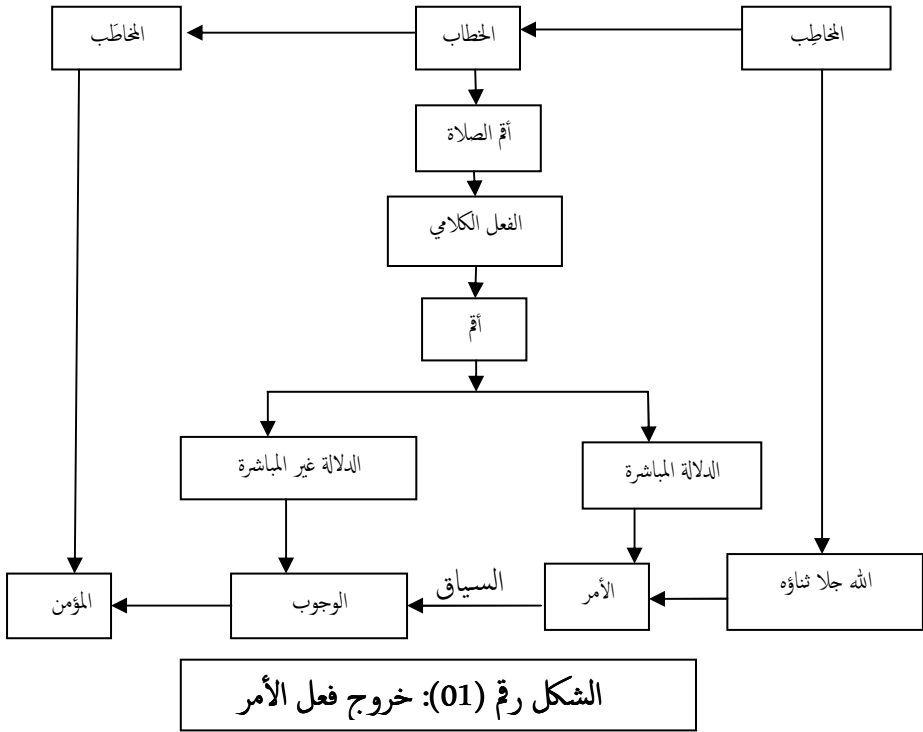 المخاطِب
الخطاب
المخاطَب
أقم الصلاة
الفعل الكلامي
أقم
الدلالة المباشرة
الدلالة غير المباشرة
الله جلا ثناؤه
الأمر
السياق
الوجوب
المؤمن
الشكل رقم (01): خروج فعل الأمر